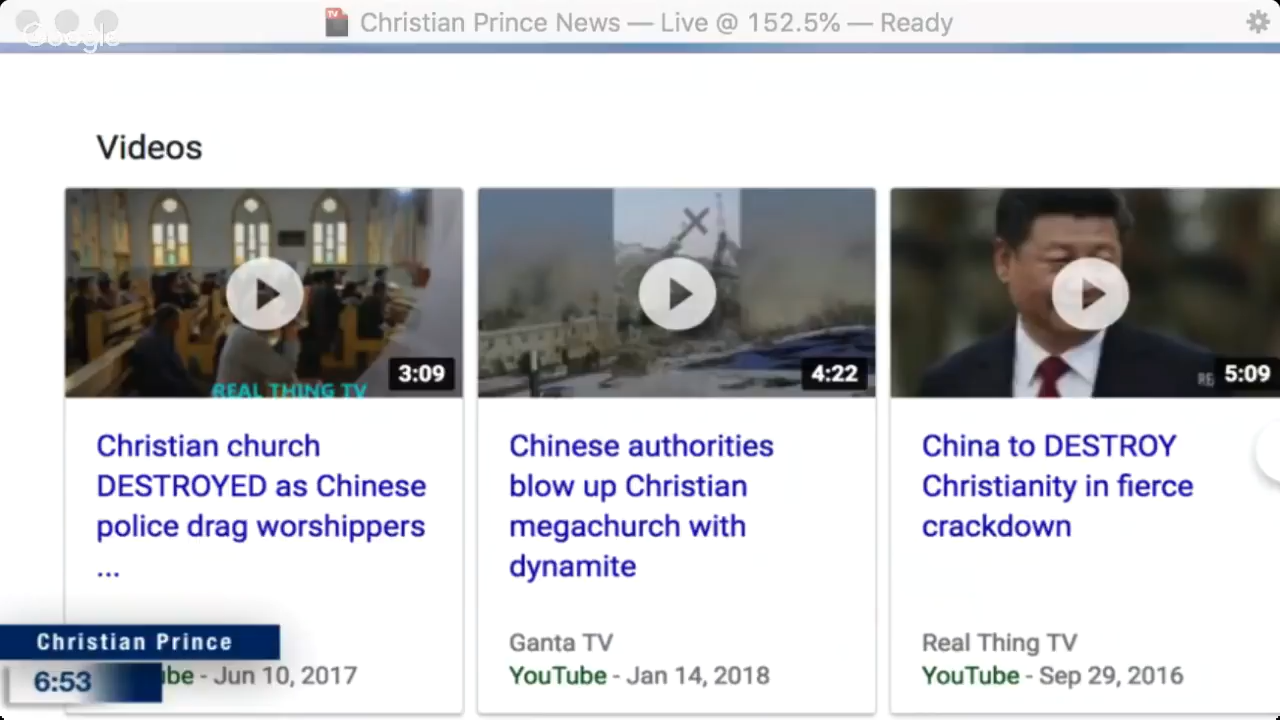 Christian Prince News — Live @ 152.5% — Ready
Google
Videos
REAL THING TV
3:09
4:22
5:09
Christian church
DESTROYED as Chinese
police drag worshippers
...
Chinese authorities
blow up Christian
megachurch with
dynamite
China to DESTROY
Christianity in fierce
crackdown
Ganta TV
Real Thing TV
Christian Prince
6:53
ube - Jun 10, 2017
YouTube - Jan 14, 2018
YouTube - Sep 29, 2016